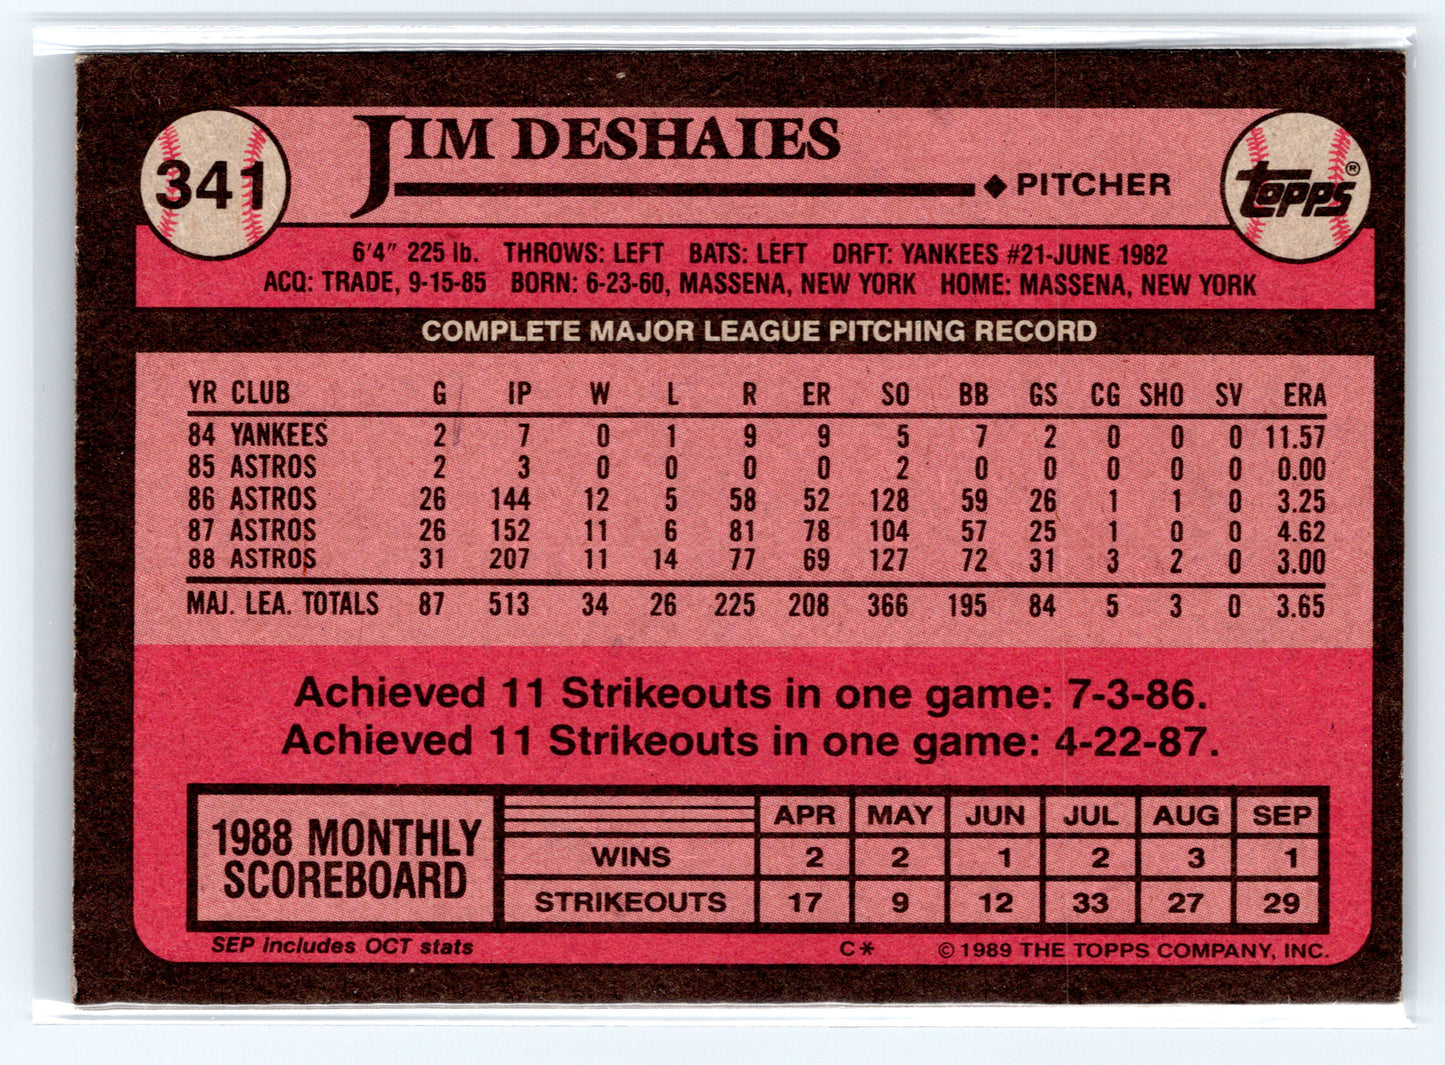 341
JIM DESHAIES
PITCHER
topps®
6'4" 225 lb. THROWS: LEFT BATS: LEFT DRFT: YANKEES #21-JUNE 1982
ACQ: TRADE, 9-15-85 BORN: 6-23-60, MASSENA, NEW YORK HOME: MASSENA, NEW YORK
COMPLETE MAJOR LEAGUE PITCHING RECORD
YR CLUB G IP W L R ER SO BB GS CG SHO SV ERA
84 YANKEES 2 7 0 1 9 9 5 7 2 0 0 0 11.57
85 ASTROS 2 3 0 0 0 0 2 0 0 0 0 0 0.00
86 ASTROS 26 144 12 5 58 52 128 59 26 1 1 0 3.25
87 ASTROS 26 152 11 6 81 78 104 57 25 1 0 0 4.62
88 ASTROS 31 207 11 14 77 69 127 72 31 3 2 0 3.00
MAJ. LEA. TOTALS 87 513 34 26 225 208 366 195 84 5 3 0 3.65
Achieved 11 Strikeouts in one game: 7-3-86.
Achieved 11 Strikeouts in one game: 4-22-87.
1988 MONTHLY
SCOREBOARD
APR MAY JUN JUL AUG SEP
WINS 2 2 1 2 3 1
STRIKEOUTS 17 9 12 33 27 29
SEP includes OCT stats
C* © 1989 THE TOPPS COMPANY, INC.